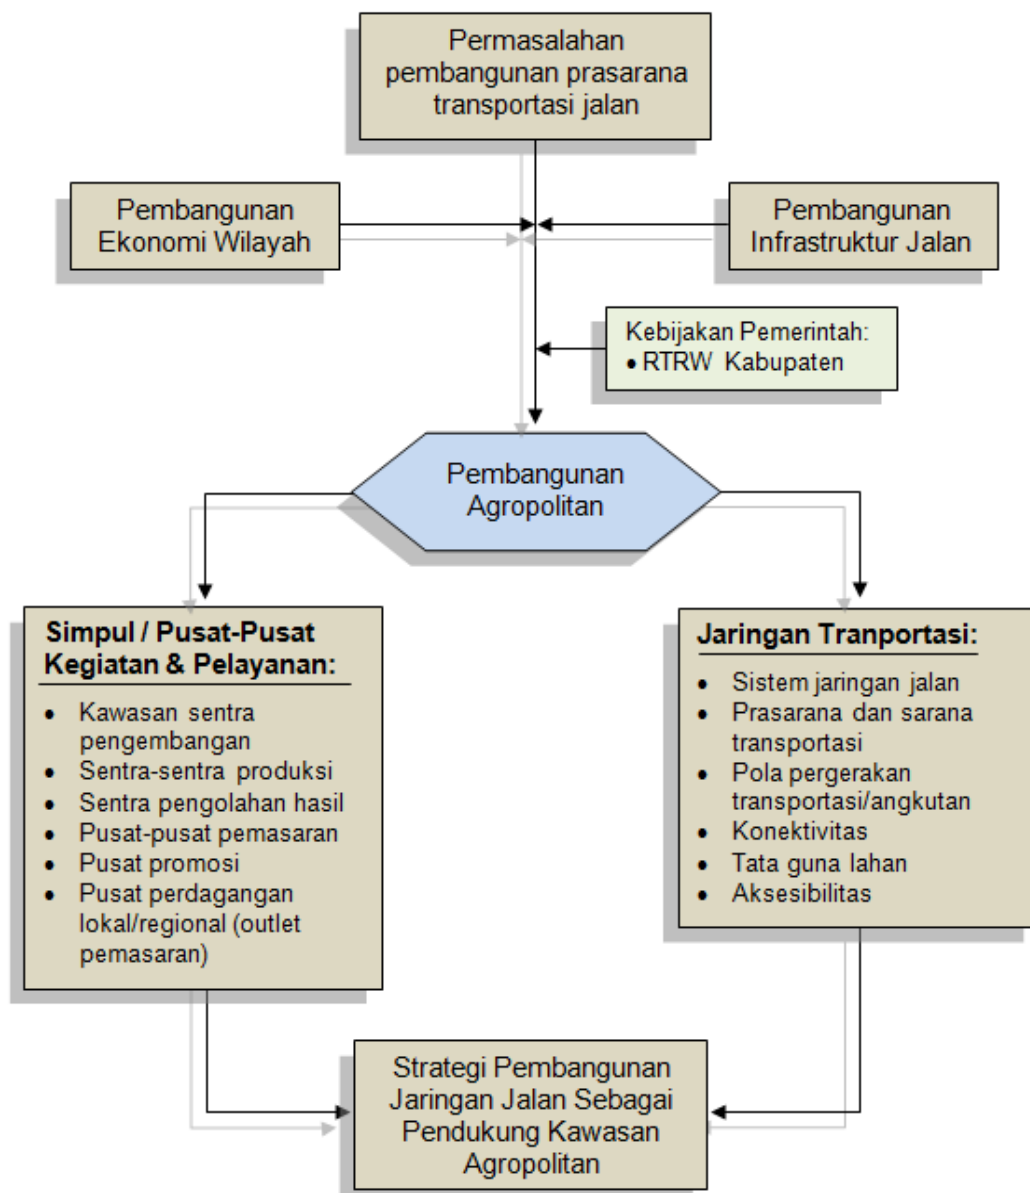 Permasalahan
pembangunan prasarana
transportasi jalan
Pembangunan
Ekonomi Wilayah
Pembangunan
Infrastruktur Jalan
Kebijakan Pemerintah:
• RTRW Kabupaten
Pembangunan
Agropolitan
Simpul / Pusat-Pusat
Kegiatan & Pelayanan:
• Kawasan sentra
pengembangan
• Sentra-sentra produksi
• Sentra pengolahan hasil
• Pusat-pusat pemasaran
• Pusat promosi
• Pusat perdagangan
lokal/regional (outlet
pemasaran)
Jaringan Tranportasi:
• Sistem jaringan jalan
• Prasarana dan sarana
transportasi
• Pola pergerakan
transportasi/angkutan
• Konektivitas
• Tata guna lahan
• Aksesibilitas
Strategi Pembangunan
Jaringan Jalan Sebagai
Pendukung Kawasan
Agropolitan